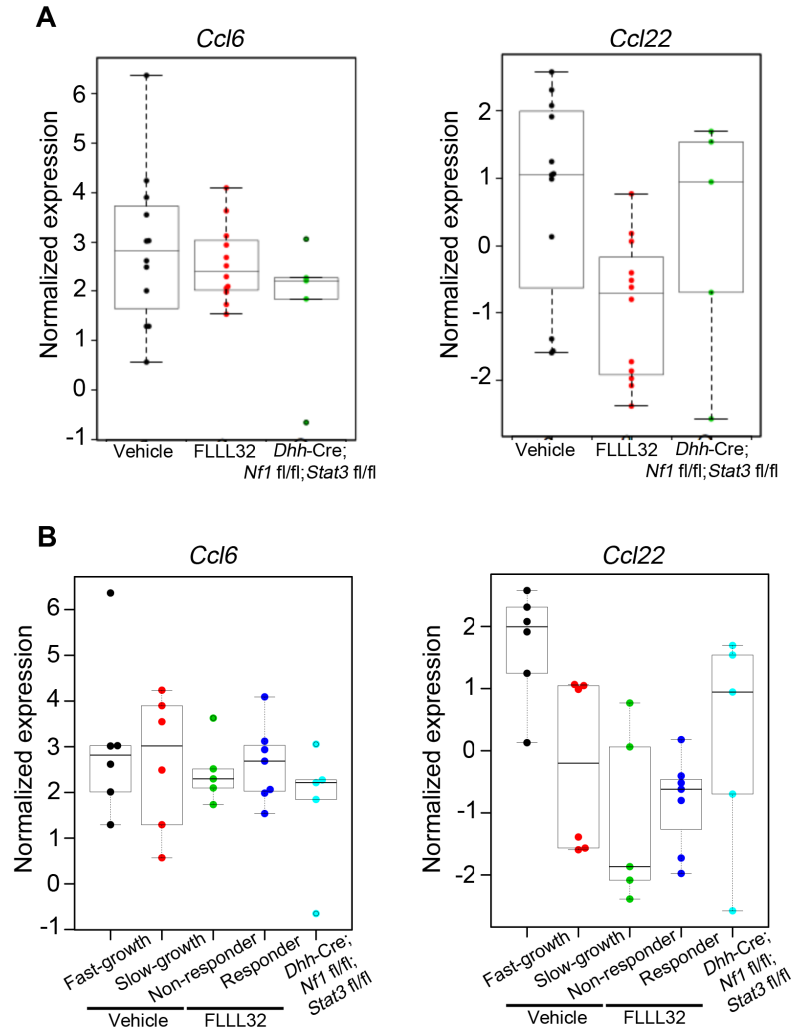 A
Ccl6
Normalized expression
6
5
4
3
2
1
0
-1
Vehicle
FLLL32
Dhh-Cre;
Nf1 fl/fl;Stat3 fl/fl
Ccl22
Normalized expression
2
1
0
-1
-2
Vehicle
FLLL32
Dhh-Cre;
Nf1 fl/fl;Stat3 fl/fl
B
Ccl6
Normalized expression
6
5
4
3
2
1
0
-1
Fast-growth
Slow-growth
Non-responder
Responder
Dhh-Cre;
Nf1 fl/fl;
Stat3 fl/fl
Vehicle
FLLL32
Ccl22
Normalized expression
2
1
0
-1
-2
Fast-growth
Slow-growth
Non-responder
Responder
Dhh-Cre;
Nf1 fl/fl;
Stat3 fl/fl
Vehicle
FLLL32